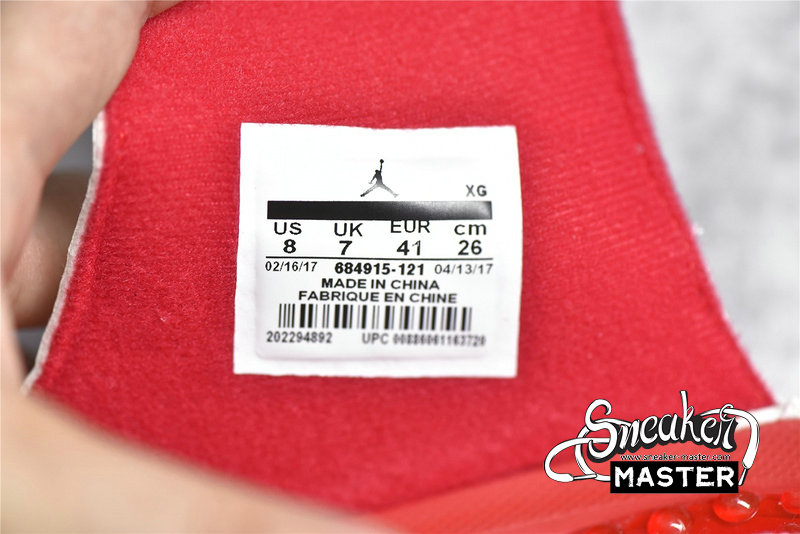 XG
US UK EUR cm
8 7 41 26
02/16/17 684915-121 04/13/17
MADE IN CHINA
FABRIQUE EN CHINE
202294892 UPC 00886061163720
Sneaker
www.sneaker-master.com
MASTER